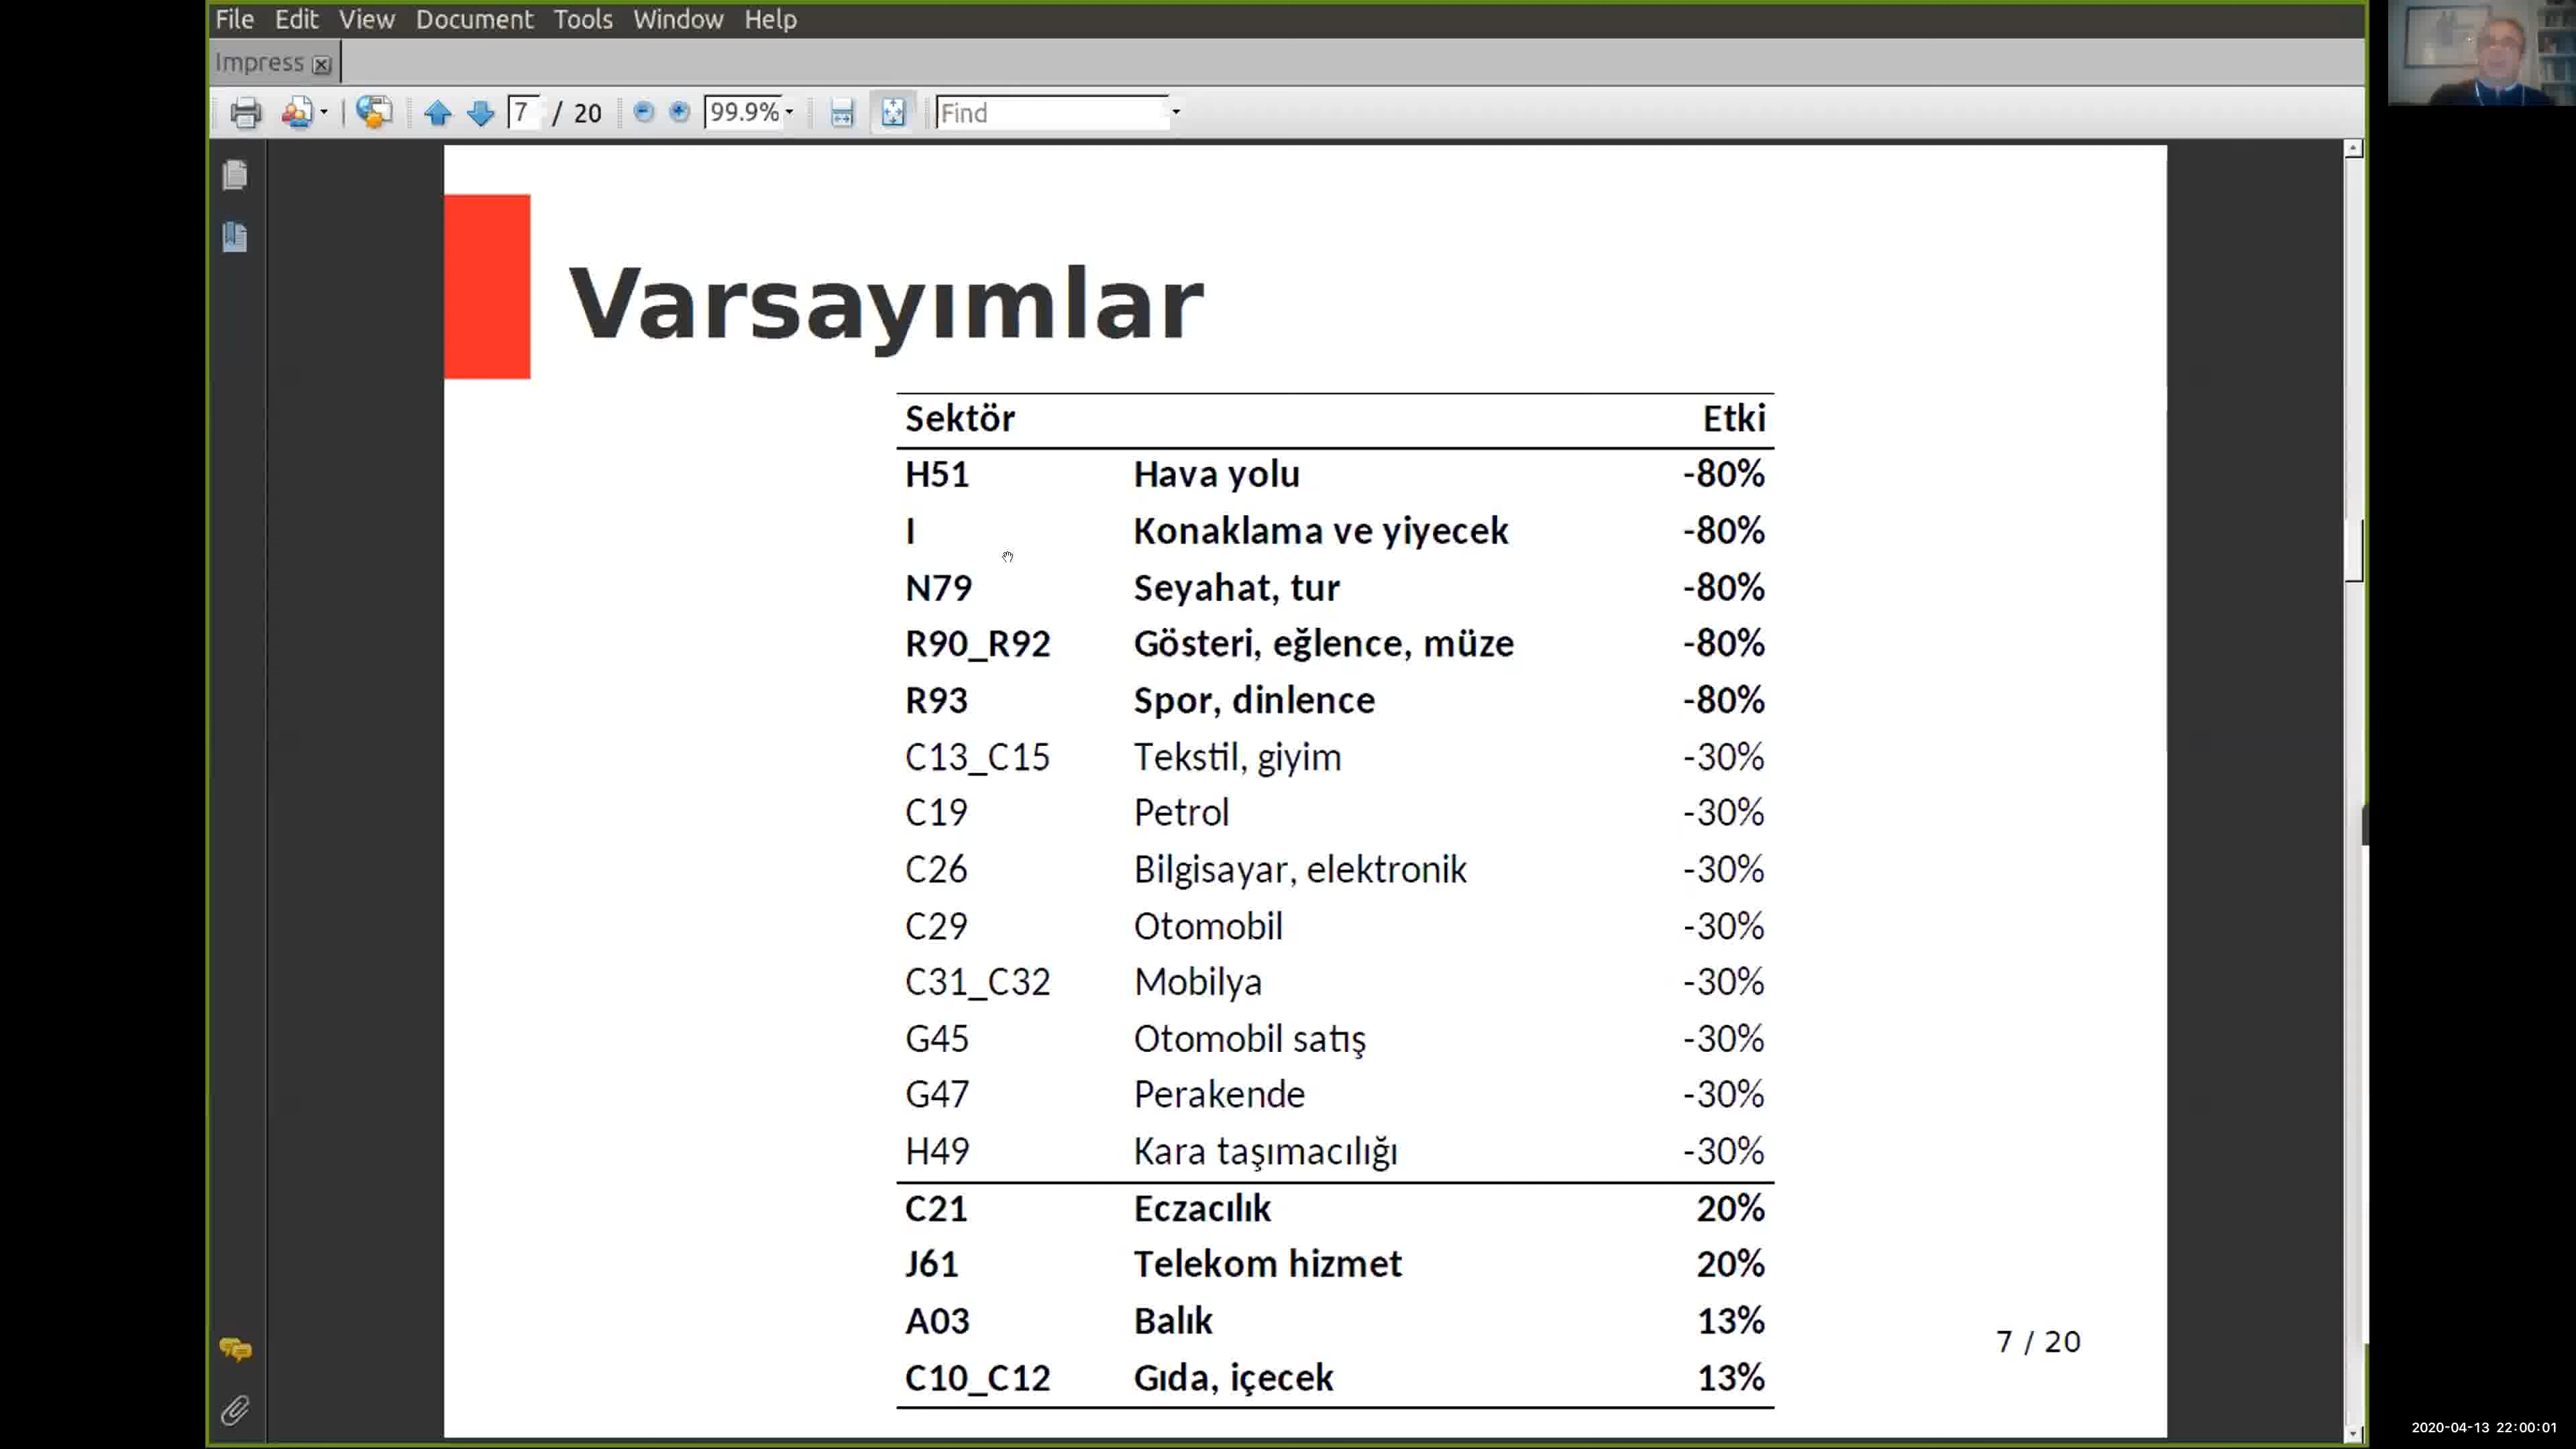 File Edit View Document Tools Window Help
Impress
7 / 20 99.9% Find
Varsayımlar
Sektör Etki
H51 Hava yolu -80%
I Konaklama ve yiyecek -80%
N79 Seyahat, tur -80%
R90_R92 Gösteri, eğlence, müze -80%
R93 Spor, dinlence -80%
C13_C15 Tekstil, giyim -30%
C19 Petrol -30%
C26 Bilgisayar, elektronik -30%
C29 Otomobil -30%
C31_C32 Mobilya -30%
G45 Otomobil satış -30%
G47 Perakende -30%
H49 Kara taşımacılığı -30%
C21 Eczacılık 20%
J61 Telekom hizmet 20%
A03 Balık 13%
C10_C12 Gıda, içecek 13%
7 / 20
2020-04-13 22:00:01